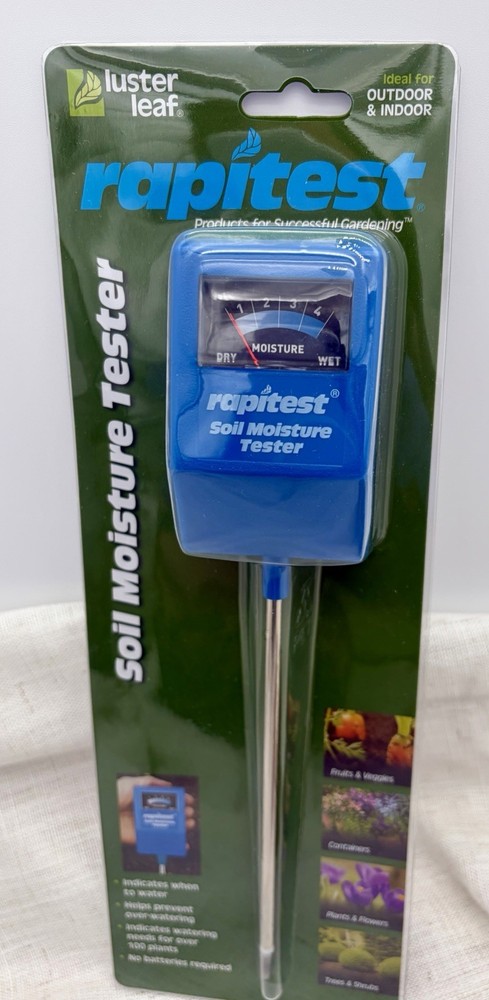 luster
leaf®
Ideal for
OUTDOOR
& INDOOR
rapitest®
Products for Successful Gardening™
Soil Moisture Tester
1 2 3 4
MOISTURE
DRY WET
rapitest®
Soil Moisture
Tester
Fruits & Veggies
Containers
Plants & Flowers
Trees & Shrubs
rapitest
• Indicates when
to water
• Helps prevent
over-watering
• Indicates watering
needs for over
100 plants
• No batteries required